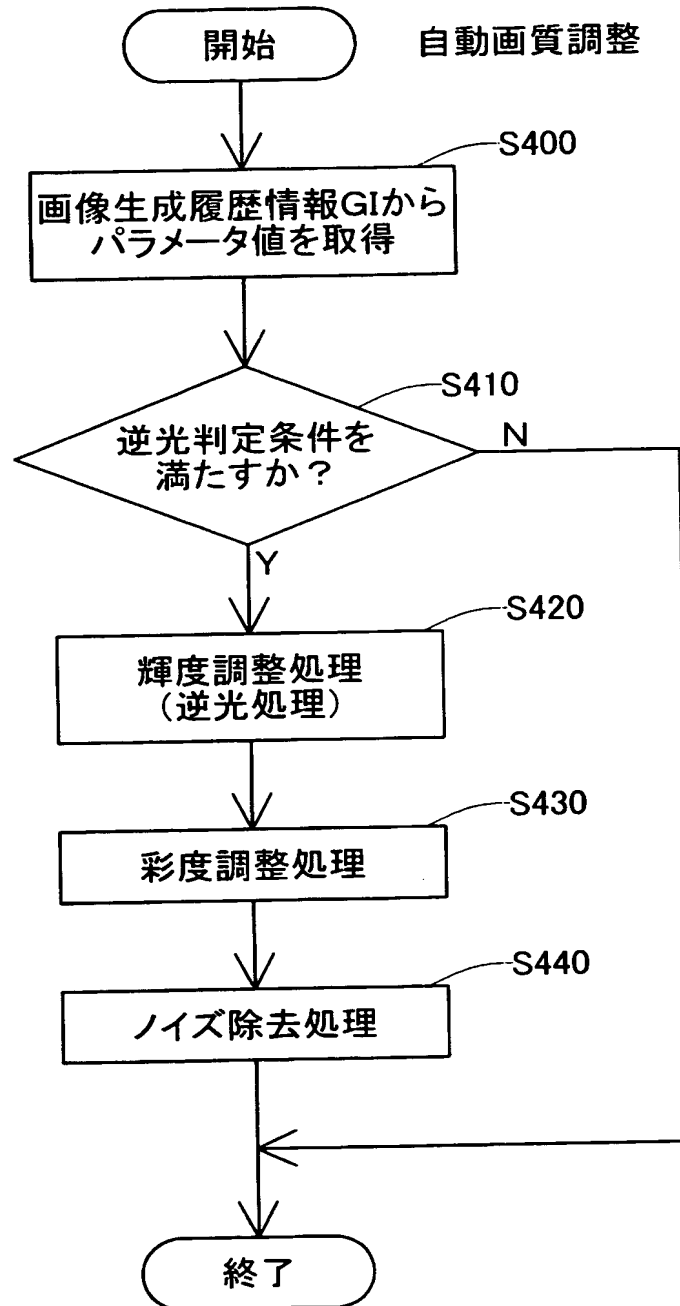 開始
自動画質調整
S400
画像生成履歴情報GIから
パラメータ値を取得
S410
逆光判定条件を
満たすか？
N
Y
S420
輝度調整処理
(逆光処理)
S430
彩度調整処理
S440
ノイズ除去処理
終了